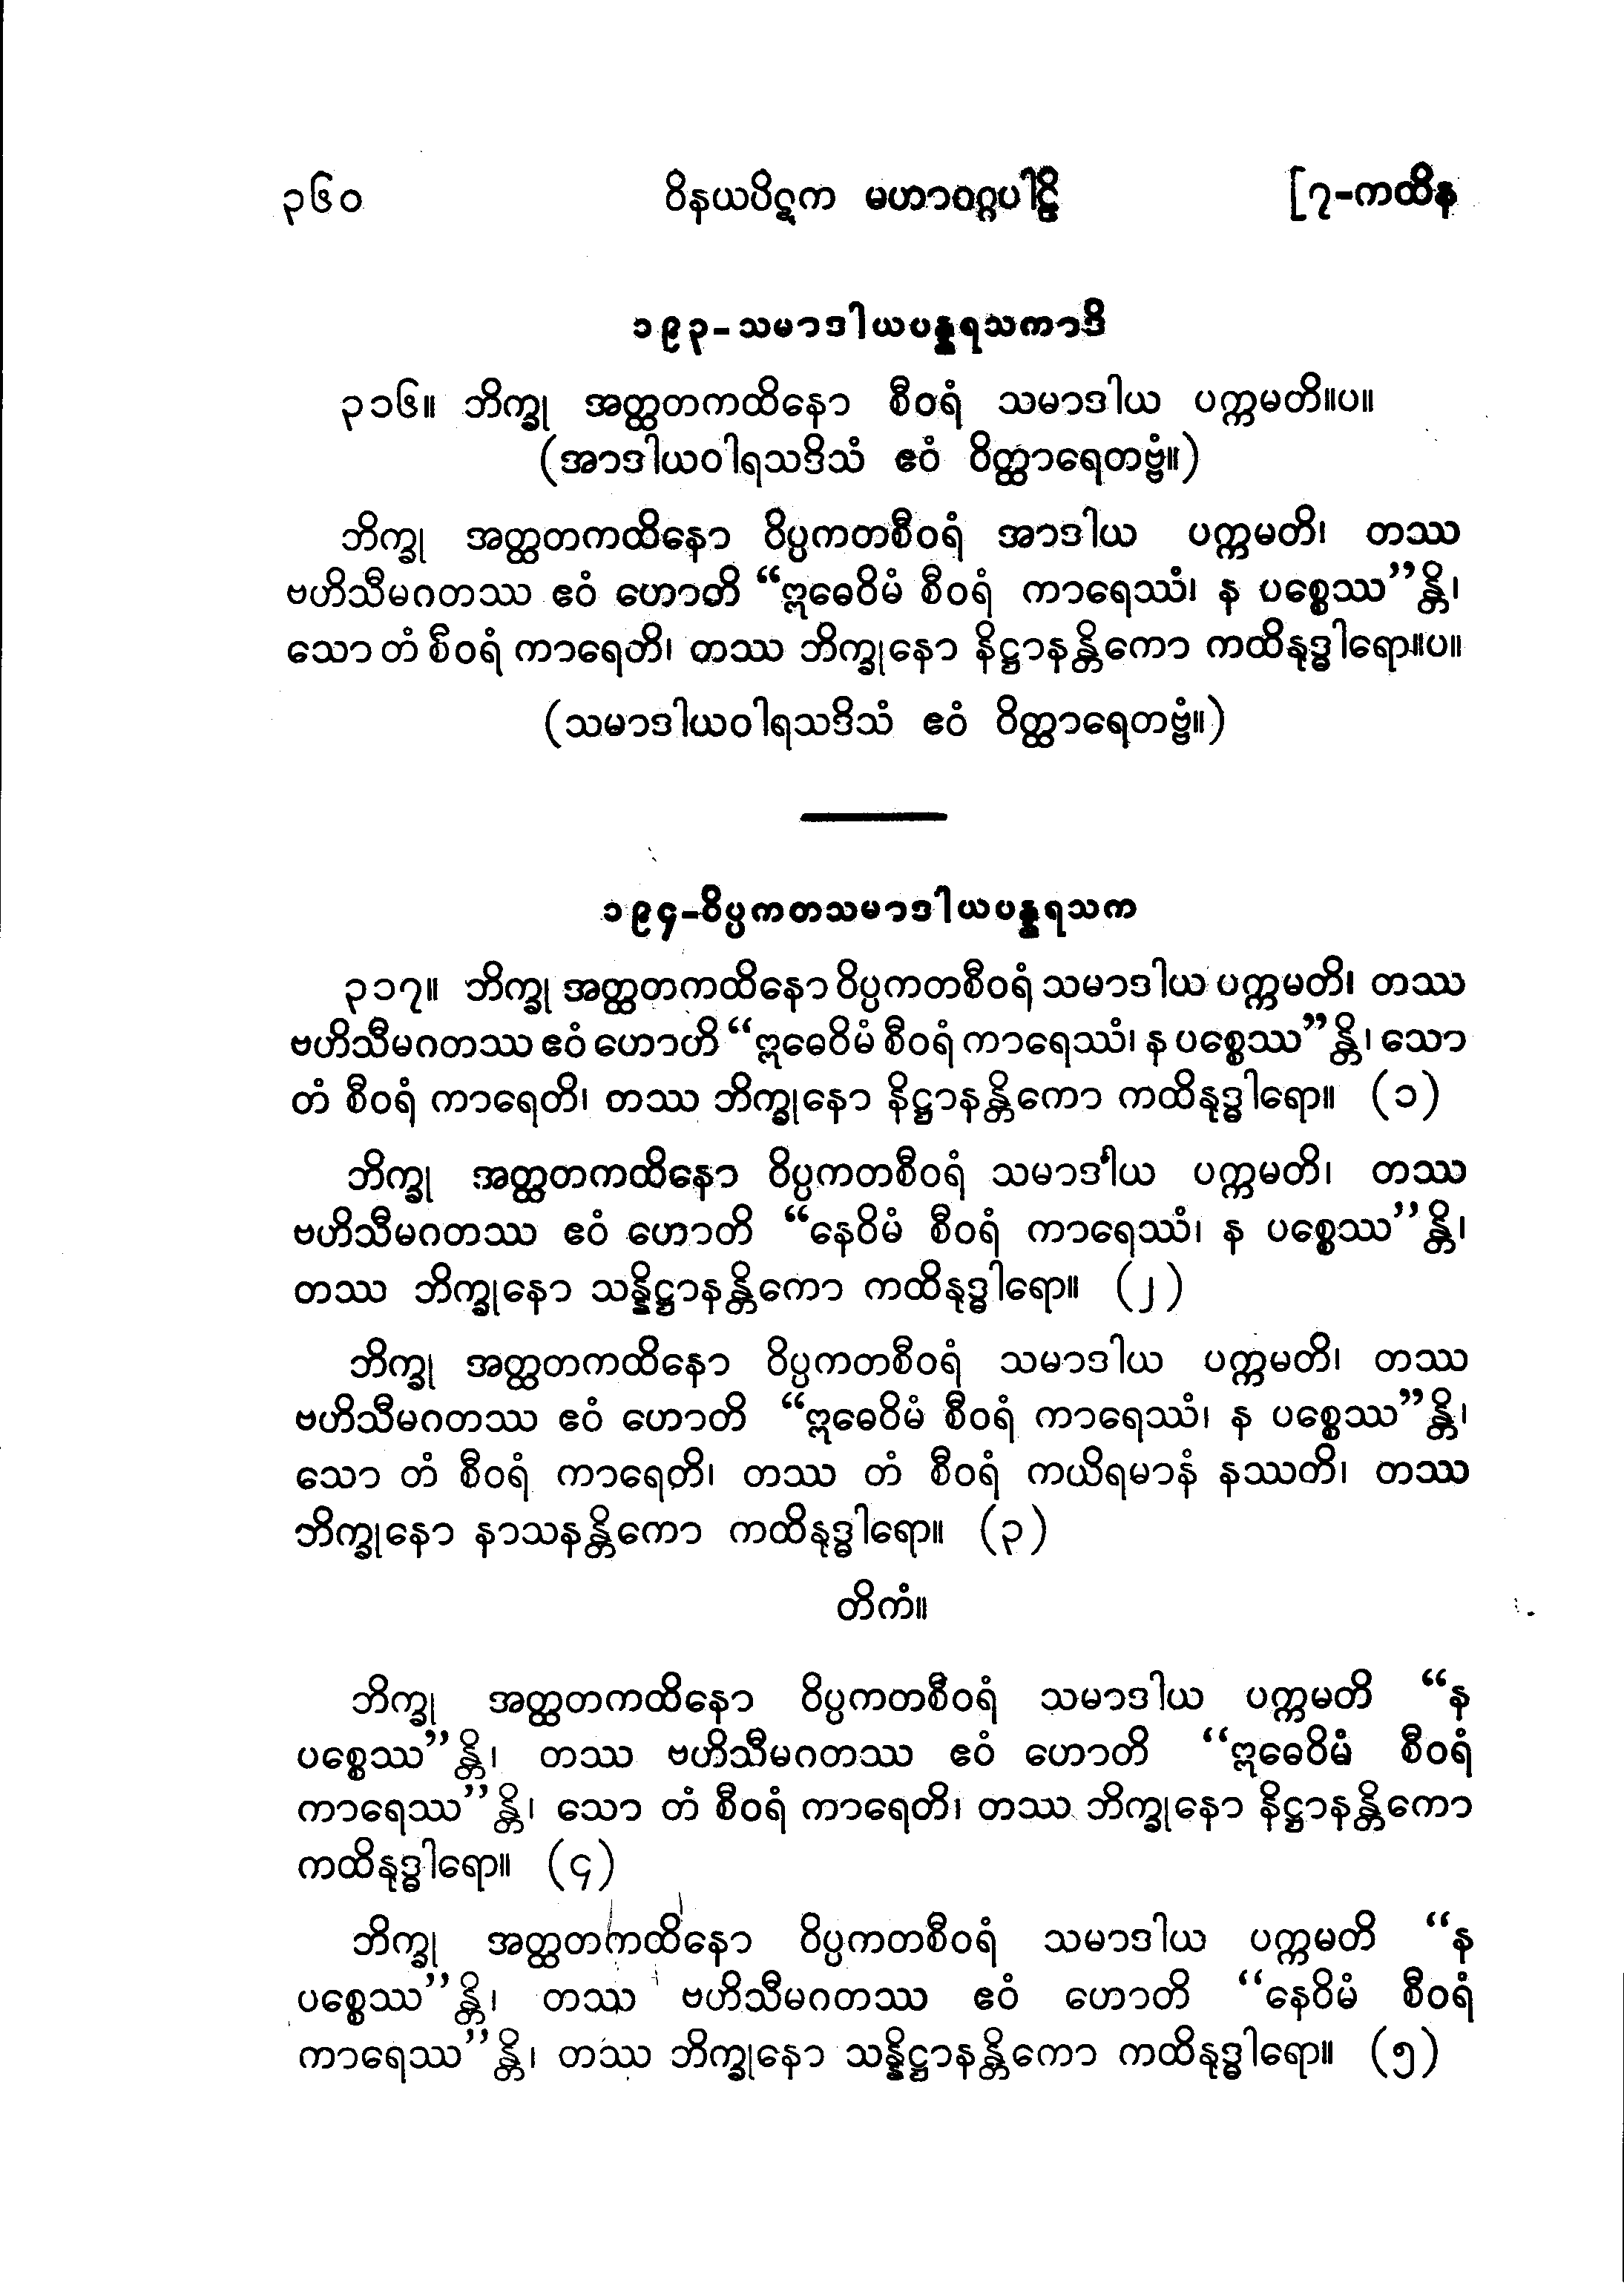 ၃၆၀ ဝိနယပိဋက မဟာဝဂ္ဂပါဠိ [၇-ကထိန
၁၉၃-သမာဒါယပန္နရသကာဒိ
၃၁၆။ ဘိက္ခု အတ္ထတကထိနော စီဝရံ သမာဒါယ ပက္ကမတိ။ပ။
(အာဒါယဝါရသဒိသံ ဧဝံ ဝိတ္ထာရေတဗ္ဗံ။)
ဘိက္ခု အတ္ထတကထိနော ဝိပ္ပကတစီဝရံ အာဒါယ ပက္ကမတိ၊ တဿ
ဗဟိသီမဂတဿ ဧဝံ ဟောတိ “ဣဓေဝိမံ စီဝရံ ကာရေဿံ၊ န ပစ္စေဿ”န္တိ၊
သော တံ စီဝရံ ကာရေတိ၊ တဿ ဘိက္ခုနော နိဋ္ဌာနန္တိကော ကထိနုဒ္ဓါရော။ပ။
(သမာဒါယဝါရသဒိသံ ဧဝံ ဝိတ္ထာရေတဗ္ဗံ။)
၁၉၄-ဝိပ္ပကတသမာဒါယပန္နရသက
၃၁၇။ ဘိက္ခု အတ္ထတကထိနော ဝိပ္ပကတစီဝရံ သမာဒါယ ပက္ကမတိ၊ တဿ
ဗဟိသီမဂတဿ ဧဝံ ဟောဟိ “ဣဓေဝိမံ စီဝရံ ကာရေဿံ၊ န ပစ္စေဿ”န္တိ၊ သော
တံ စီဝရံ ကာရေတိ၊ တဿ ဘိက္ခုနော နိဋ္ဌာနန္တိကော ကထိနုဒ္ဓါရော။ (၁)
ဘိက္ခု အတ္ထတကထိနော ဝိပ္ပကတစီဝရံ သမာဒါယ ပက္ကမတိ၊ တဿ
ဗဟိသီမဂတဿ ဧဝံ ဟောတိ “နေဝိမံ စီဝရံ ကာရေဿံ၊ န ပစ္စေဿ”န္တိ၊
တဿ ဘိက္ခုနော သန္နိဋ္ဌာနန္တိကော ကထိနုဒ္ဓါရော။ (၂)
ဘိက္ခု အတ္ထတကထိနော ဝိပ္ပကတစီဝရံ သမာဒါယ ပက္ကမတိ၊ တဿ
ဗဟိသီမဂတဿ ဧဝံ ဟောတိ “ဣဓေဝိမံ စီဝရံ ကာရေဿံ၊ န ပစ္စေဿ”န္တိ၊
သော တံ စီဝရံ ကာရေတိ၊ တဿ တံ စီဝရံ ကယိရမာနံ နဿတိ၊ တဿ
ဘိက္ခုနော နာသနန္တိကော ကထိနုဒ္ဓါရော။ (၃)
တိကံ။
ဘိက္ခု အတ္ထတကထိနော ဝိပ္ပကတစီဝရံ သမာဒါယ ပက္ကမတိ “န
ပစ္စေဿ”န္တိ၊ တဿ ဗဟိသီမဂတဿ ဧဝံ ဟောတိ “ဣဓေဝိမံ စီဝရံ
ကာရေဿ”န္တိ၊ သော တံ စီဝရံ ကာရေတိ၊ တဿ ဘိက္ခုနော နိဋ္ဌာနန္တိကော
ကထိနုဒ္ဓါရော။ (၄)
ဘိက္ခု အတ္ထတကထိနော ဝိပ္ပကတစီဝရံ သမာဒါယ ပက္ကမတိ “န
ပစ္စေဿ”န္တိ၊ တဿ ဗဟိသီမဂတဿ ဧဝံ ဟောတိ “နေဝိမံ စီဝရံ
ကာရေဿ”န္တိ၊ တဿ ဘိက္ခုနော သန္နိဋ္ဌာနန္တိကော ကထိနုဒ္ဓါရော။ (၅)